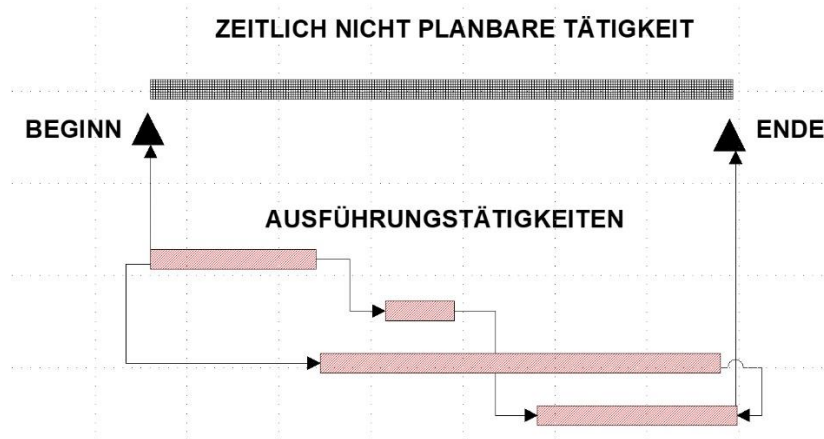 ZEITLICH NICHT PLANBARE TÄTIGKEIT
BEGINN
ENDE
AUSFÜHRUNGSTÄTIGKEITEN